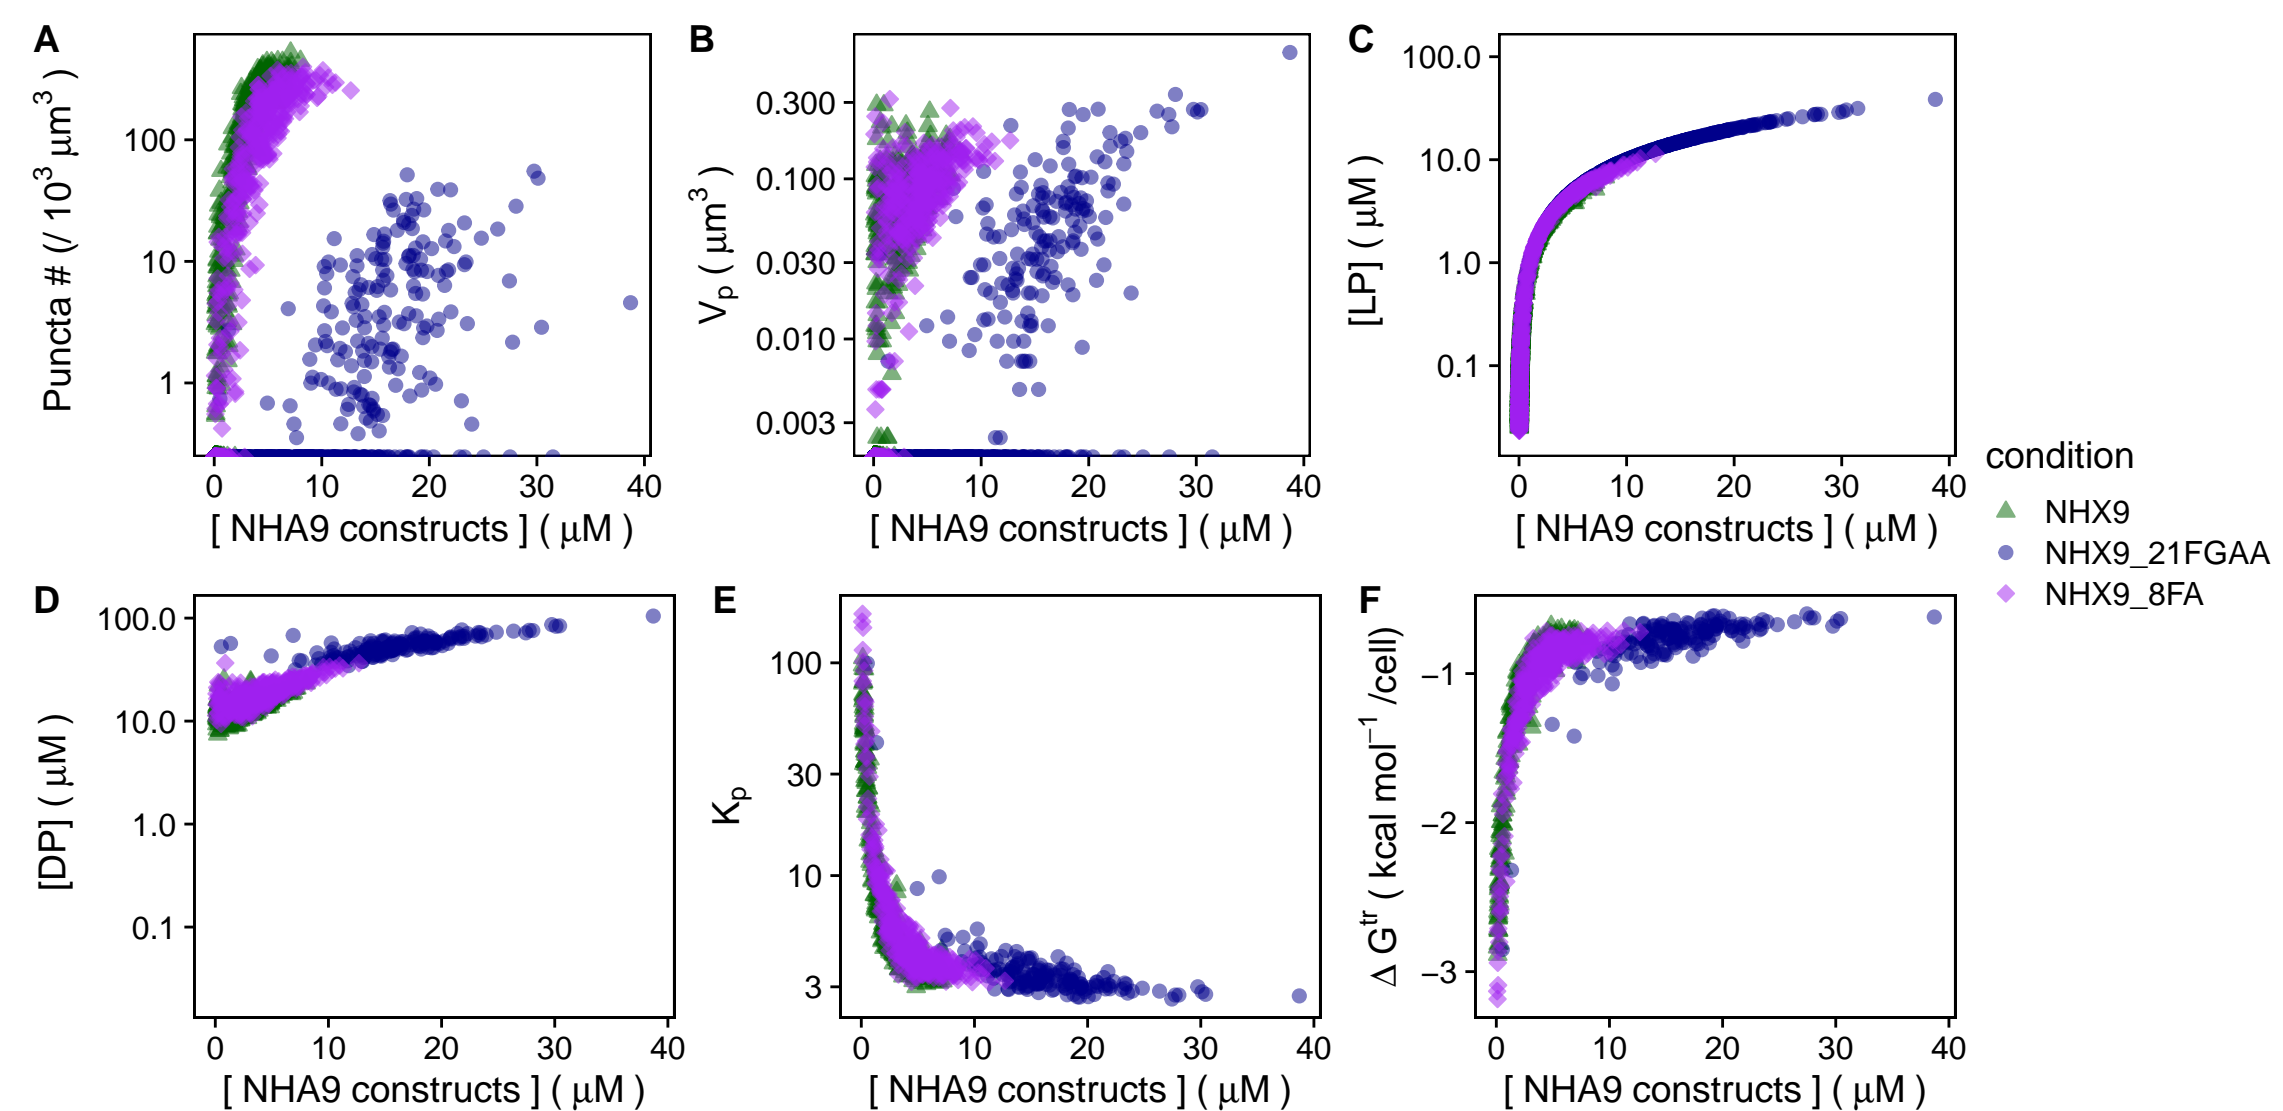 A
Puncta # (/ 10³ μm³ )
100
10
1
0 10 20 30 40
[ NHA9 constructs ] ( μM )
B
Vₚ ( μm³ )
0.300
0.100
0.030
0.010
0.003
0 10 20 30 40
[ NHA9 constructs ] ( μM )
C
[LP] ( μM )
100.0
10.0
1.0
0.1
0 10 20 30 40
[ NHA9 constructs ] ( μM )
condition
NHX9
NHX9_21FGAA
NHX9_8FA
D
[DP] ( μM )
100.0
10.0
1.0
0.1
0 10 20 30 40
[ NHA9 constructs ] ( μM )
E
Kₚ
100
30
10
3
0 10 20 30 40
[ NHA9 constructs ] ( μM )
F
Δ Gᵗʳ ( kcal mol⁻¹ /cell)
−1
−2
−3
0 10 20 30 40
[ NHA9 constructs ] ( μM )